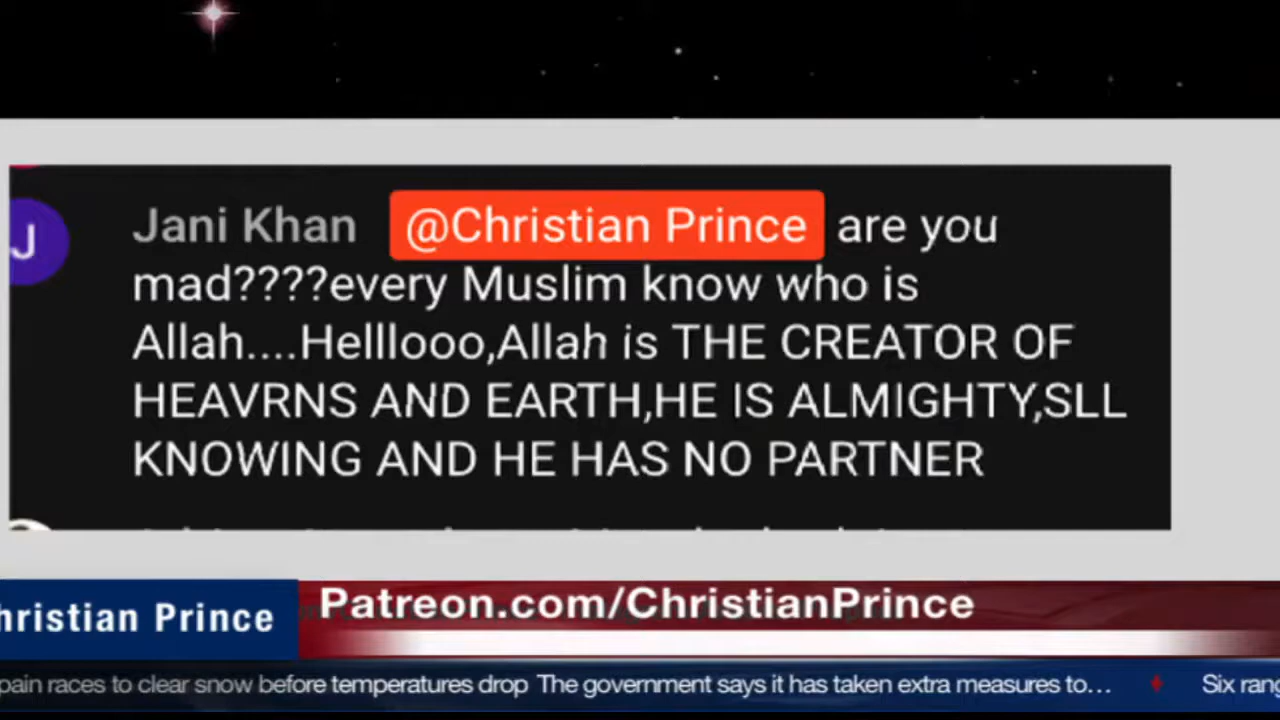 J
Jani Khan @Christian Prince are you
mad????every Muslim know who is
Allah....Helllooo,Allah is THE CREATOR OF
HEAVRNS AND EARTH,HE IS ALMIGHTY,SLL
KNOWING AND HE HAS NO PARTNER
hristian Prince
Patreon.com/ChristianPrince
pain races to clear snow before temperatures drop The government says it has taken extra measures to... Six rang